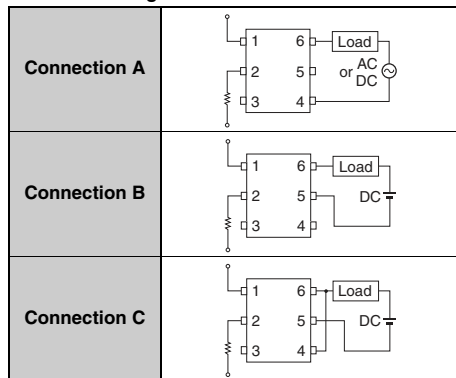 Connection A
1 6 Load
2 5 or AC DC
3 4
Connection B
1 6 Load
2 5 DC
3 4
Connection C
1 6 Load
2 5 DC
3 4